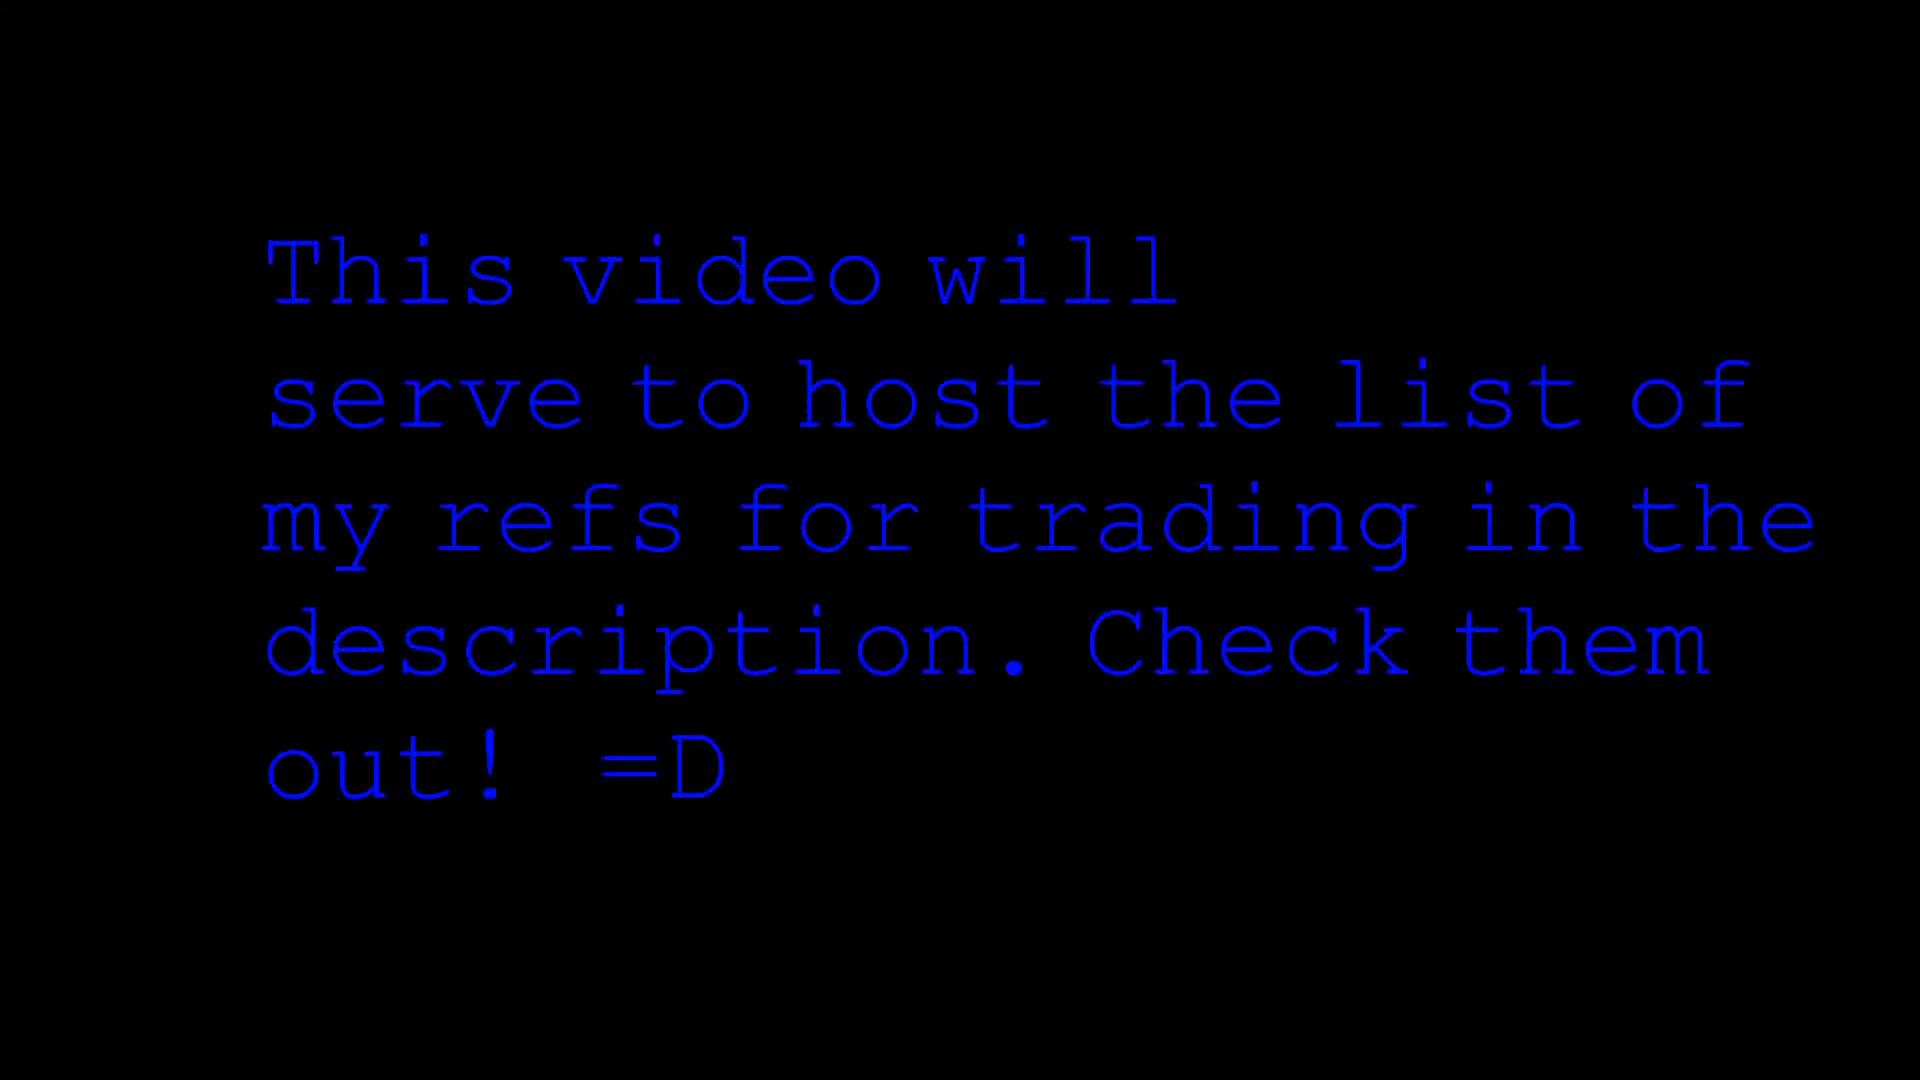 This video will
serve to host the list of
my refs for trading in the
description. Check them
out! =D